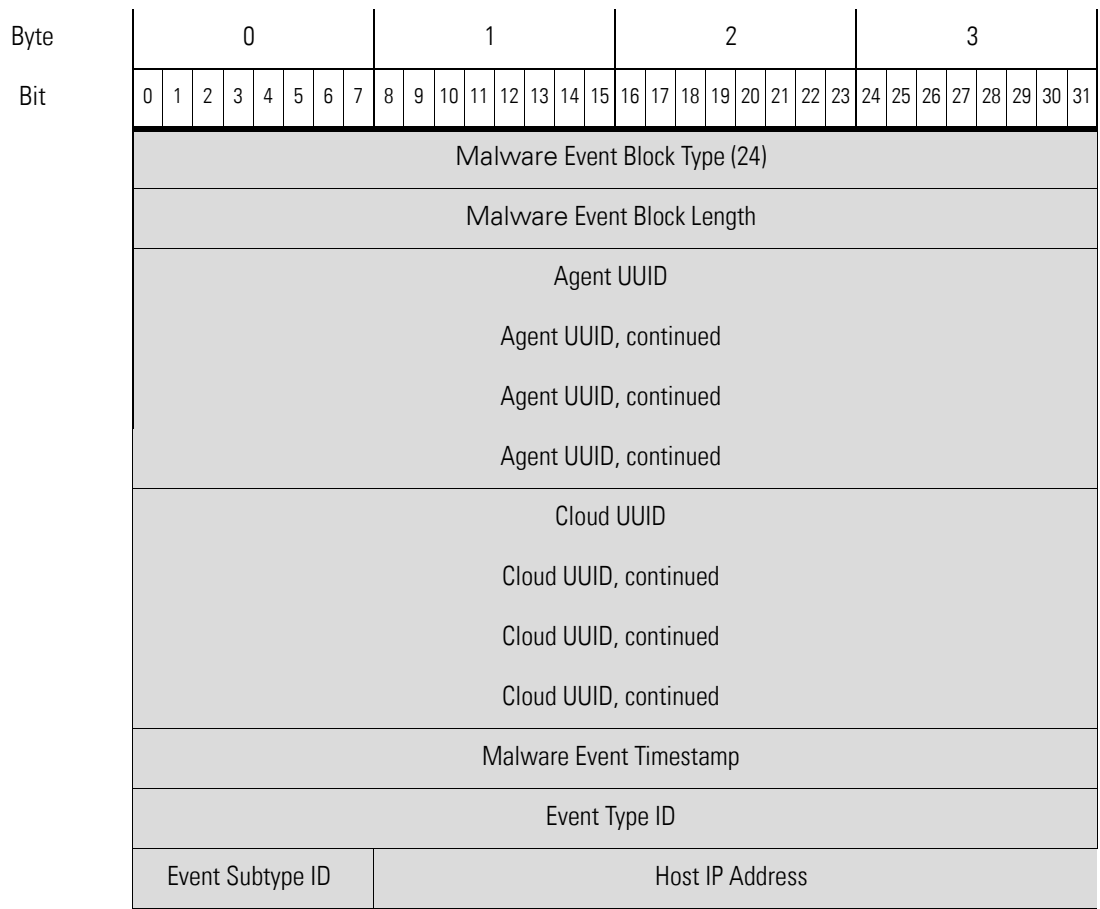 Byte 0 1 2 3
Bit 0 1 2 3 4 5 6 7 8 9 10 11 12 13 14 15 16 17 18 19 20 21 22 23 24 25 26 27 28 29 30 31
Malware Event Block Type (24)
Malware Event Block Length
Agent UUID
Agent UUID, continued
Agent UUID, continued
Agent UUID, continued
Cloud UUID
Cloud UUID, continued
Cloud UUID, continued
Cloud UUID, continued
Malware Event Timestamp
Event Type ID
Event Subtype ID Host IP Address